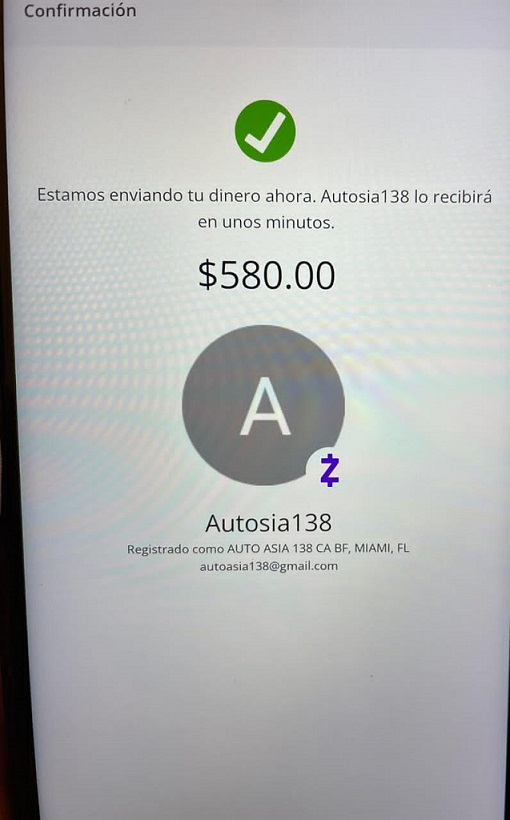 Confirmación
Estamos enviando tu dinero ahora. Autosia138 lo recibirá
en unos minutos.
$580.00
A
Autosia138
Registrado como AUTO ASIA 138 CA BF, MIAMI, FL
autoasia138@gmail.com